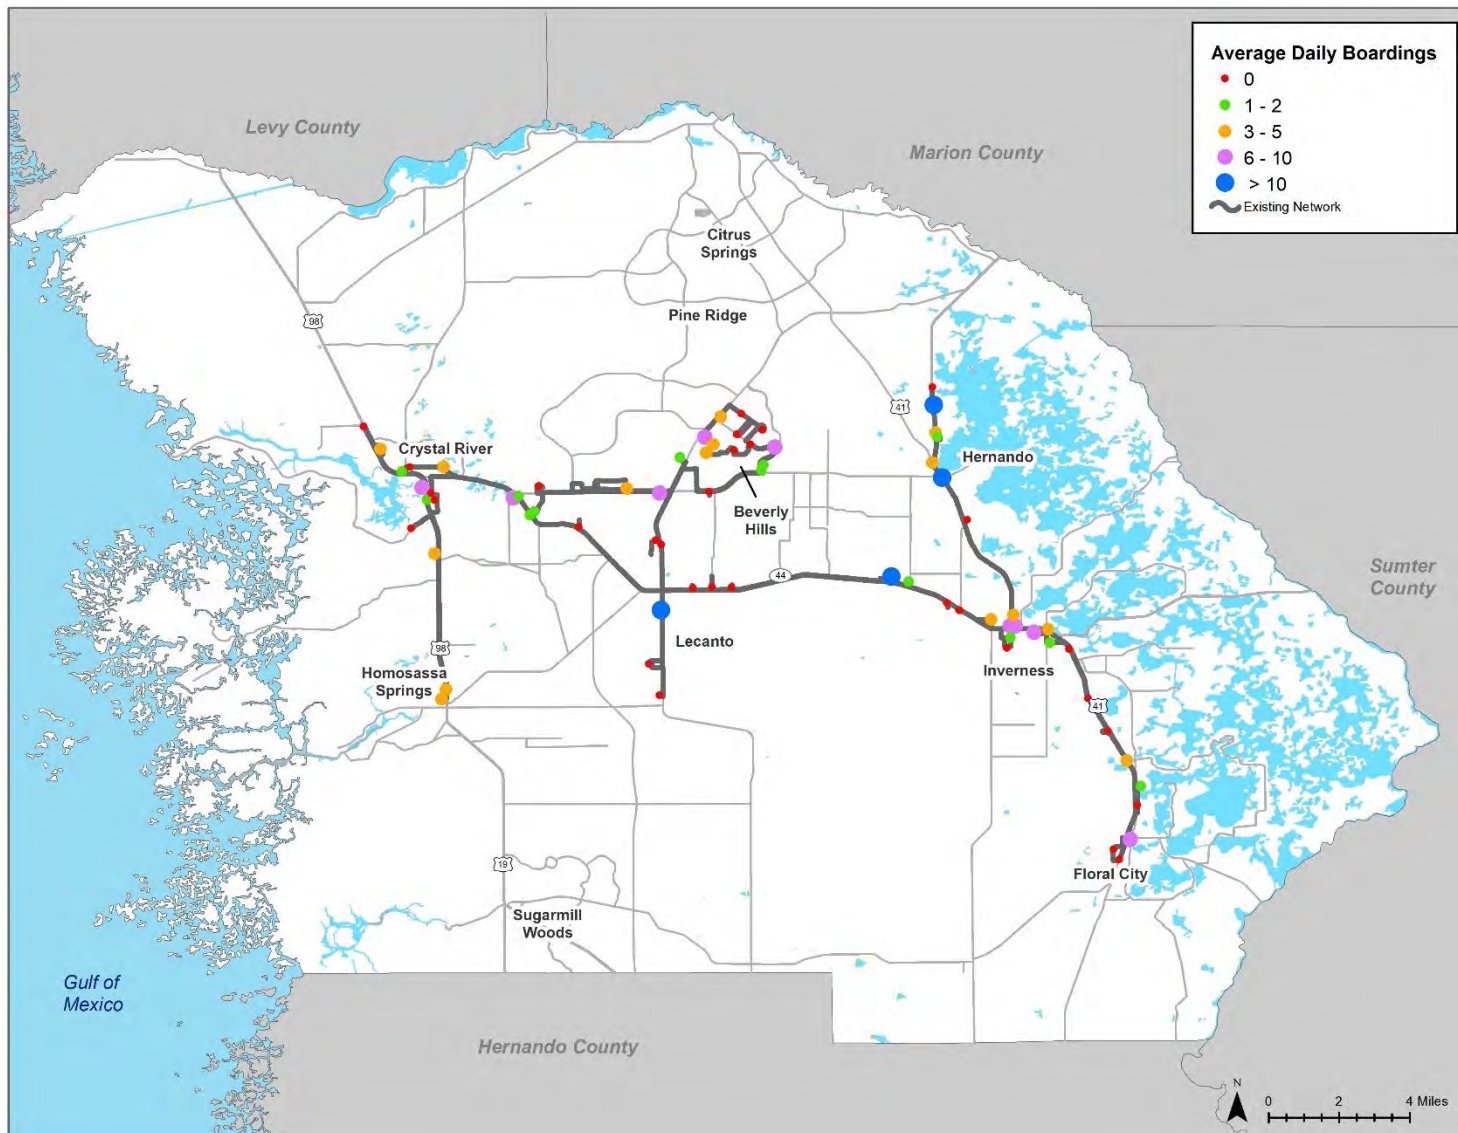 Average Daily Boardings
0
1 - 2
3 - 5
6 - 10
> 10
Existing Network
Levy County
Marion County
Citrus
Springs
Pine Ridge
98
41
Crystal River
Hernando
Beverly
Hills
44
Sumter
County
98
Lecanto
Homosassa
Springs
Inverness
41
19
Floral City
Sugarmill
Woods
Gulf of
Mexico
Hernando County
N
0 2 4 Miles